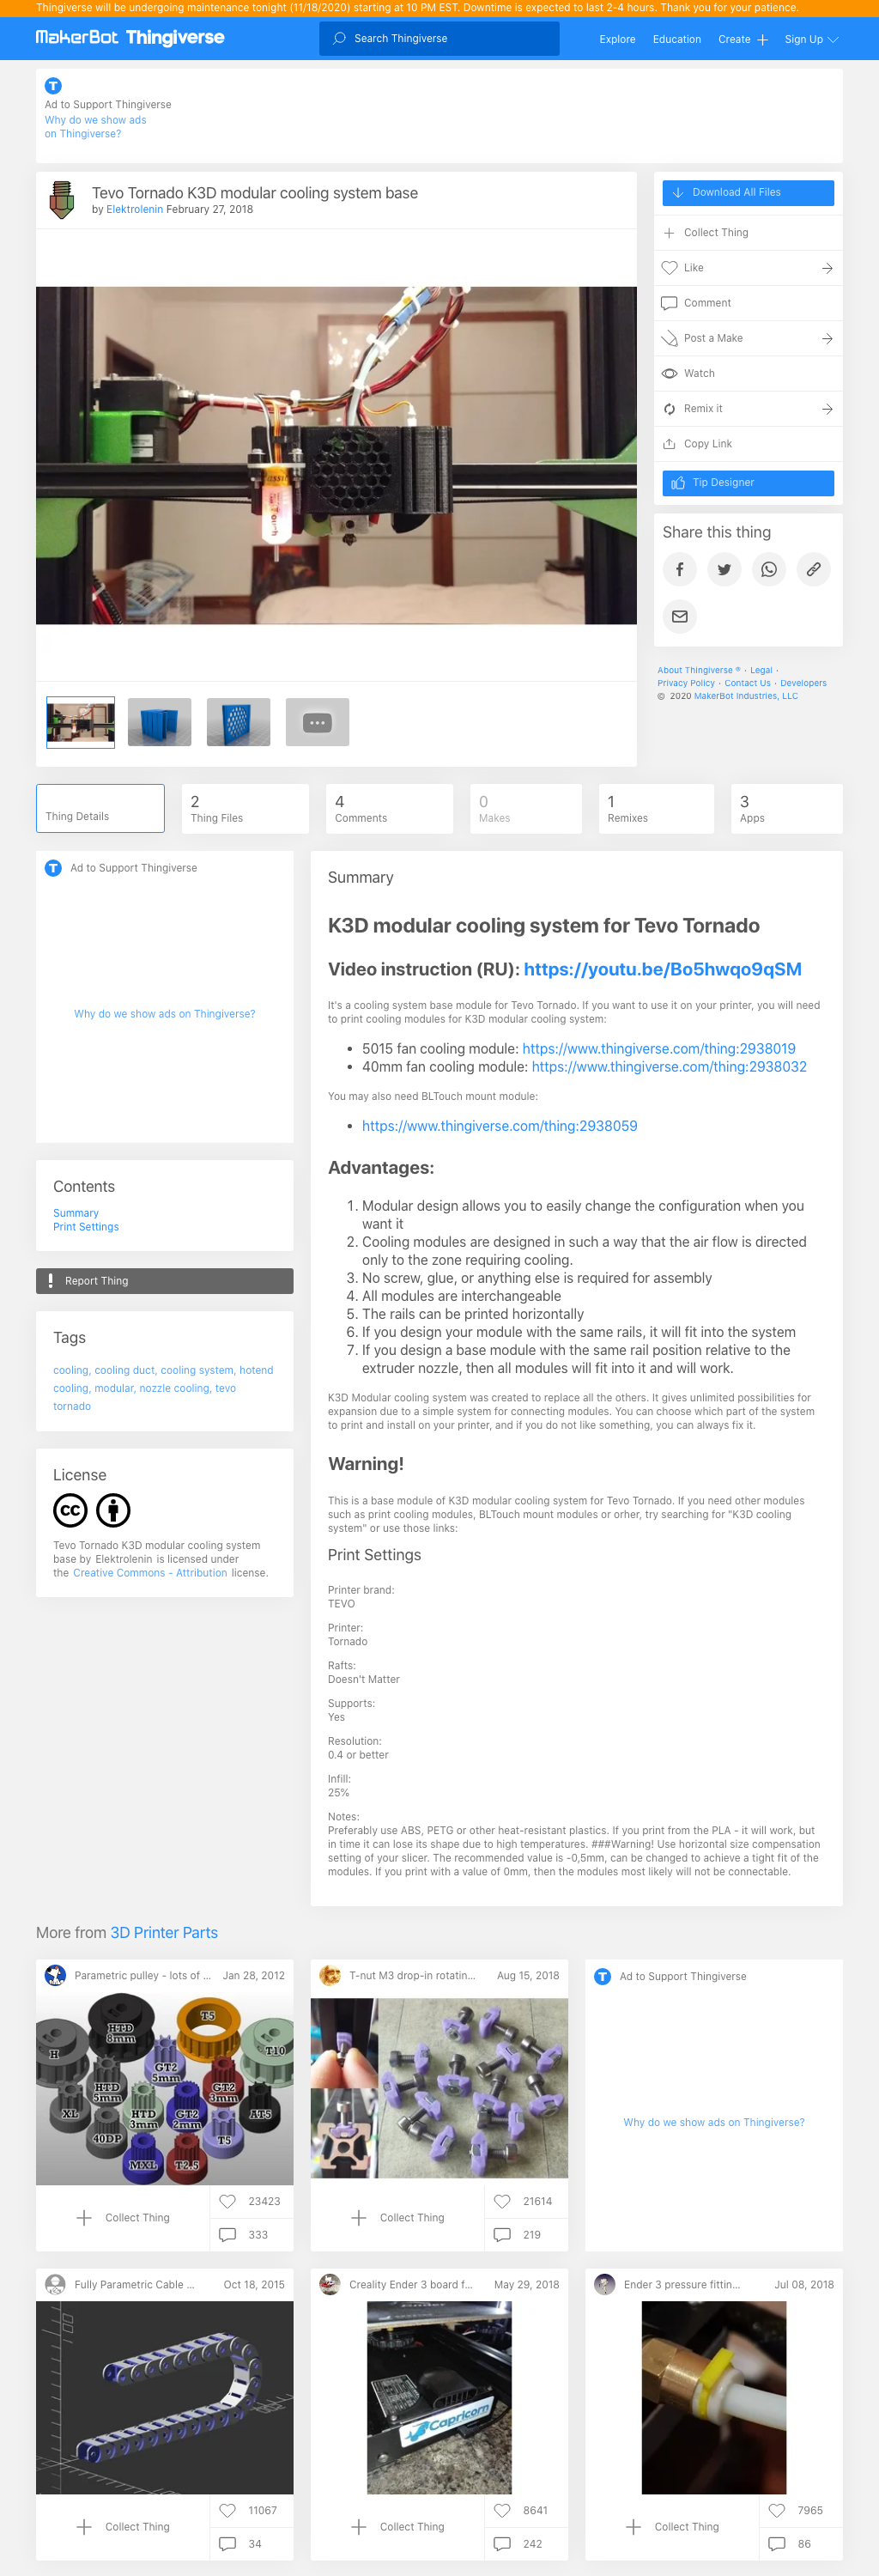 Thingiverse will be undergoing maintenance tonight (11/18/2020) starting at 10 PM EST. Downtime is expected to last 2-4 hours. Thank you for your patience.
MakerBot Thingiverse
Search Thingiverse
Explore
Education
Create
Sign Up
Ad to Support Thingiverse
Why do we show ads
on Thingiverse?
Tevo Tornado K3D modular cooling system base
by Elektrolenin February 27, 2018
Download All Files
Collect Thing
Like
Comment
Post a Make
Watch
Remix it
Copy Link
Tip Designer
Share this thing
About Thingiverse ® · Legal ·
Privacy Policy · Contact Us · Developers
© 2020 MakerBot Industries, LLC
Thing Details
2
Thing Files
4
Comments
0
Makes
1
Remixes
3
Apps
Ad to Support Thingiverse
Why do we show ads on Thingiverse?
Contents
Summary
Print Settings
Report Thing
Tags
cooling, cooling duct, cooling system, hotend
cooling, modular, nozzle cooling, tevo
tornado
License
Tevo Tornado K3D modular cooling system
base by Elektrolenin is licensed under
the Creative Commons - Attribution license.
Summary
K3D modular cooling system for Tevo Tornado
Video instruction (RU): https://youtu.be/Bo5hwqo9qSM
It's a cooling system base module for Tevo Tornado. If you want to use it on your printer, you will need
to print cooling modules for K3D modular cooling system:
• 5015 fan cooling module: https://www.thingiverse.com/thing:2938019
• 40mm fan cooling module: https://www.thingiverse.com/thing:2938032
You may also need BLTouch mount module:
• https://www.thingiverse.com/thing:2938059
Advantages:
1. Modular design allows you to easily change the configuration when you
want it
2. Cooling modules are designed in such a way that the air flow is directed
only to the zone requiring cooling.
3. No screw, glue, or anything else is required for assembly
4. All modules are interchangeable
5. The rails can be printed horizontally
6. If you design your module with the same rails, it will fit into the system
7. If you design a base module with the same rail position relative to the
extruder nozzle, then all modules will fit into it and will work.
K3D Modular cooling system was created to replace all the others. It gives unlimited possibilities for
expansion due to a simple system for connecting modules. You can choose which part of the system
to print and install on your printer, and if you do not like something, you can always fix it.
Warning!
This is a base module of K3D modular cooling system for Tevo Tornado. If you need other modules
such as print cooling modules, BLTouch mount modules or orher, try searching for "K3D cooling
system" or use those links:
Print Settings
Printer brand:
TEVO
Printer:
Tornado
Rafts:
Doesn't Matter
Supports:
Yes
Resolution:
0.4 or better
Infill:
25%
Notes:
Preferably use ABS, PETG or other heat-resistant plastics. If you print from the PLA - it will work, but
in time it can lose its shape due to high temperatures. ###Warning! Use horizontal size compensation
setting of your slicer. The recommended value is -0,5mm, can be changed to achieve a tight fit of the
modules. If you print with a value of 0mm, then the modules most likely will not be connectable.
More from 3D Printer Parts
Parametric pulley - lots of ...
Jan 28, 2012
H
HTD
8mm
T5
T10
GT2
5mm
XL
HTD
5mm
HTD
3mm
GT2
3mm
GT2
2mm
AT5
40DP
T5
MXL
T2.5
Collect Thing
23423
333
T-nut M3 drop-in rotatin...
Aug 15, 2018
Collect Thing
21614
219
Ad to Support Thingiverse
Why do we show ads on Thingiverse?
Fully Parametric Cable ...
Oct 18, 2015
Collect Thing
11067
34
Creality Ender 3 board f...
May 29, 2018
Capricorn
Collect Thing
8641
242
Ender 3 pressure fittin...
Jul 08, 2018
Collect Thing
7965
86